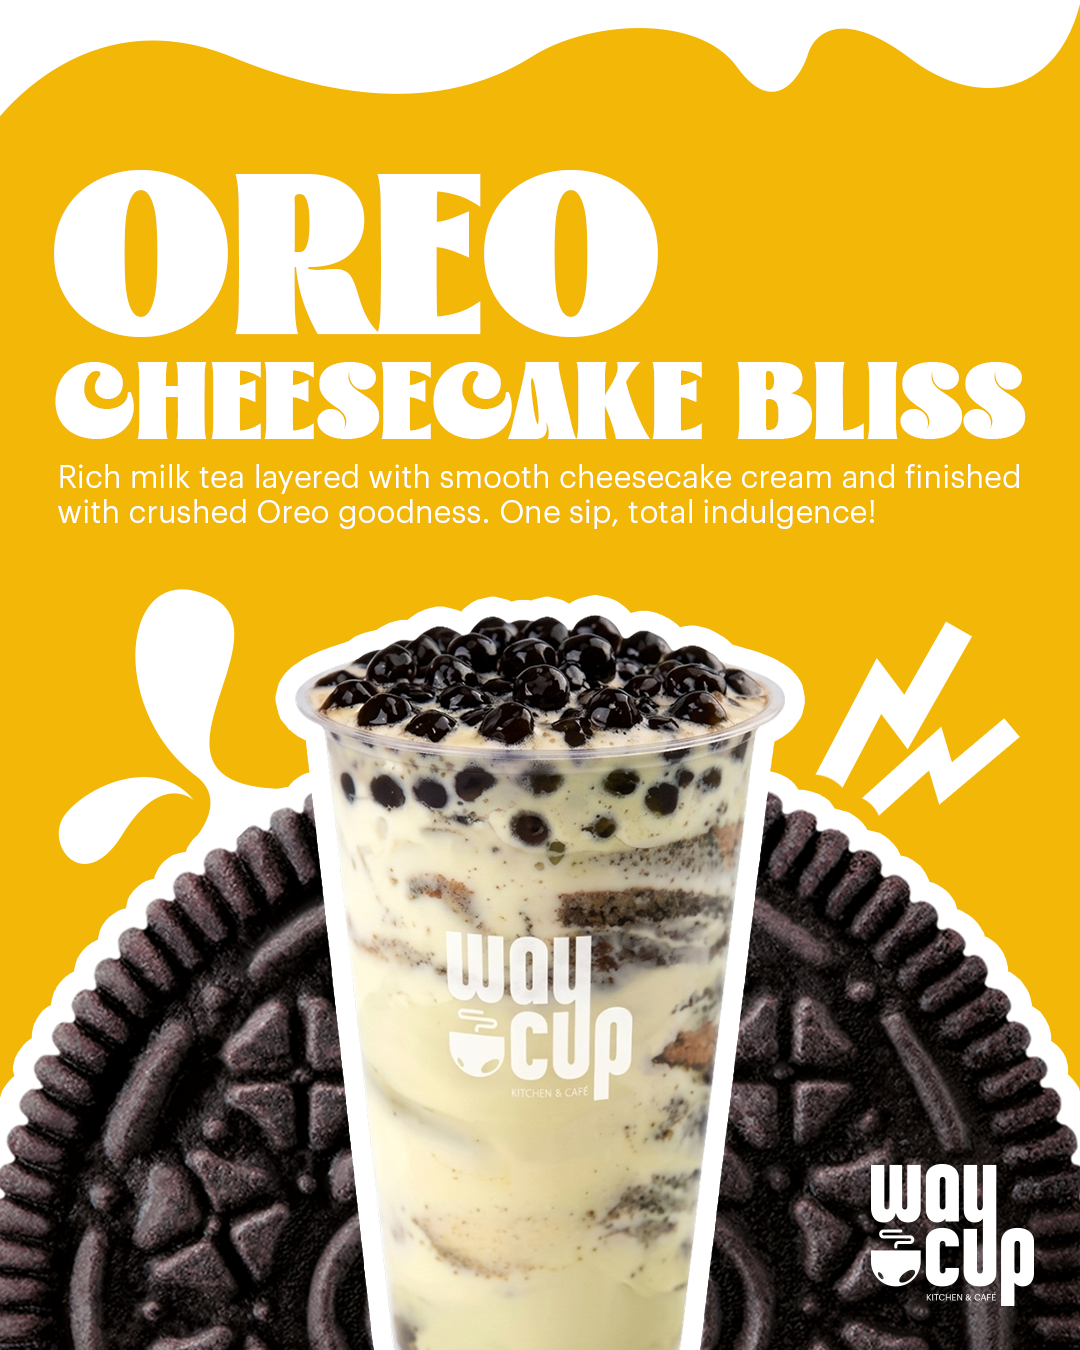 OREO
CHEESECAKE BLISS
Rich milk tea layered with smooth cheesecake cream and finished
with crushed Oreo goodness. One sip, total indulgence!
way
cup
KITCHEN & CAFÉ
way
cup
KITCHEN & CAFÉ